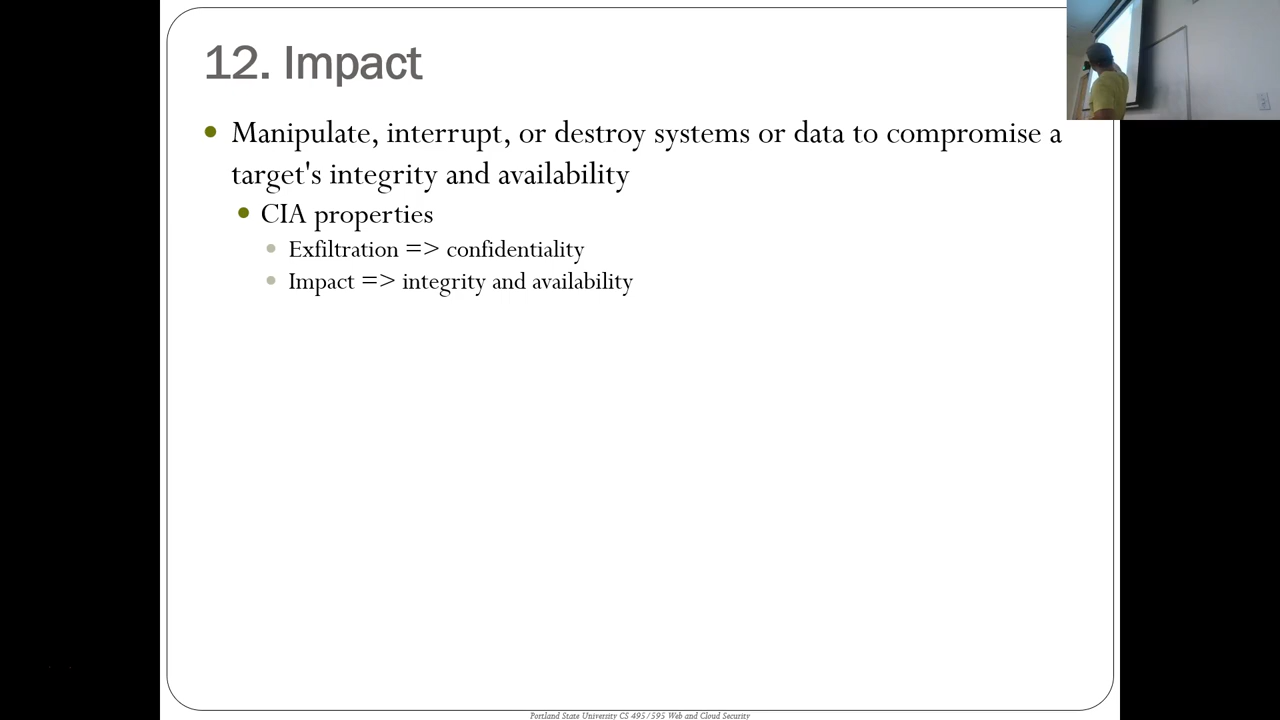 12. Impact
Manipulate, interrupt, or destroy systems or data to compromise a
target's integrity and availability
CIA properties
Exfiltration => confidentiality
Impact => integrity and availability
Portland State University CS 495/595 Web and Cloud Security